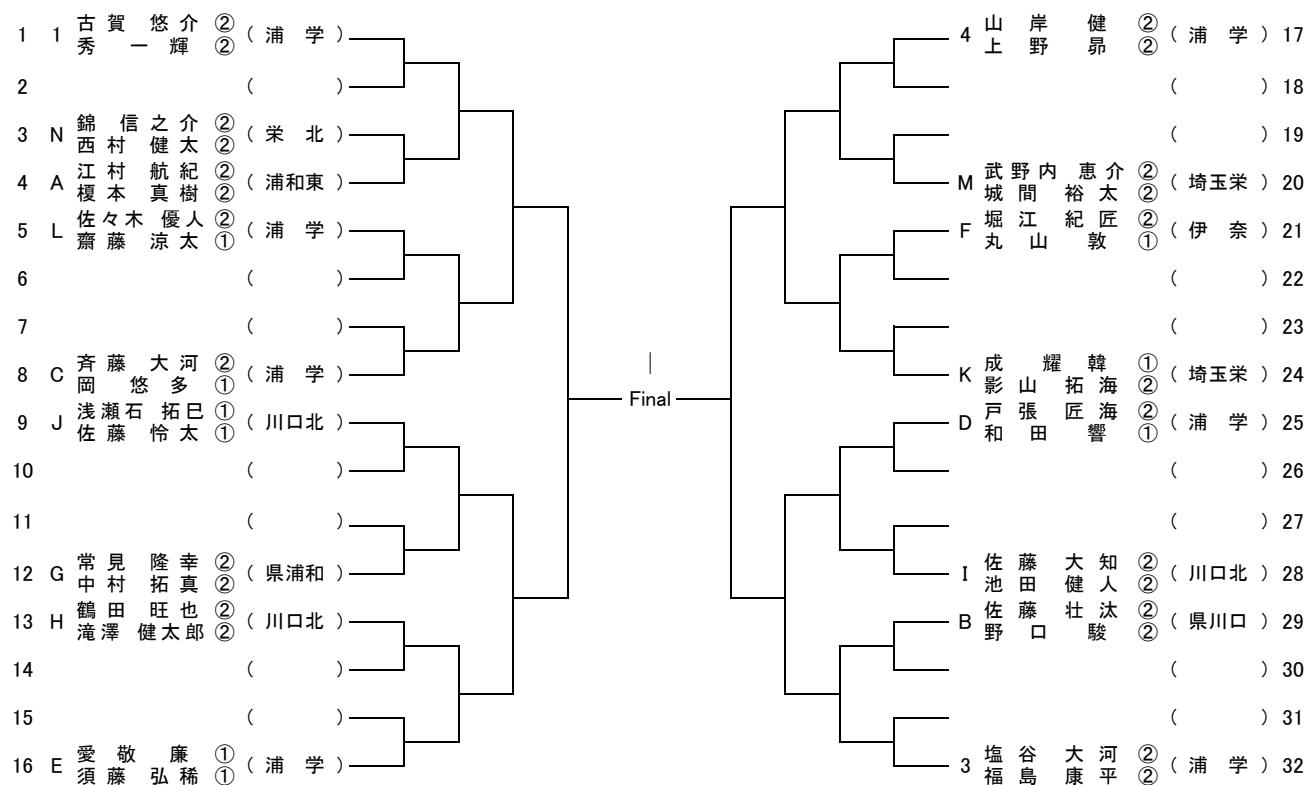 1 1 古賀 悠介 ② ( 浦 学 )
秀 一輝 ②
2 ( )
3 N 錦 信之介 ② ( 栄 北 )
西村 健太 ②
4 A 江村 航紀 ② ( 浦和東 )
榎本 真樹 ②
5 L 佐々木 優人 ② ( 浦 学 )
齋藤 涼太 ①
6 ( )
7 ( )
8 C 斉藤 大河 ② ( 浦 学 )
岡 悠多 ①
9 J 浅瀬石 拓巳 ① ( 川口北 )
佐藤 怜太 ①
10 ( )
11 ( )
12 G 常見 隆幸 ② ( 県浦和 )
中村 拓真 ②
13 H 鶴田 旺也 ② ( 川口北 )
滝澤 健太郎 ②
14 ( )
15 ( )
16 E 愛敬 廉 ① ( 浦 学 )
須藤 弘稀 ①
|
Final
4 山岸 健 ② ( 浦 学 ) 17
上野 昴 ②
( ) 18
( ) 19
M 武野内 恵介 ② ( 埼玉栄 ) 20
城間 裕太 ②
F 堀江 紀匠 ② ( 伊 奈 ) 21
丸山 敦 ①
( ) 22
( ) 23
K 成 耀韓 ① ( 埼玉栄 ) 24
影山 拓海 ②
D 戸張 匠海 ② ( 浦 学 ) 25
和田 響 ①
( ) 26
( ) 27
I 佐藤 大知 ② ( 川口北 ) 28
池田 健人 ②
B 佐藤 壮汰 ② ( 県川口 ) 29
野口 駿 ②
( ) 30
( ) 31
3 塩谷 大河 ② ( 浦 学 ) 32
福島 康平 ②